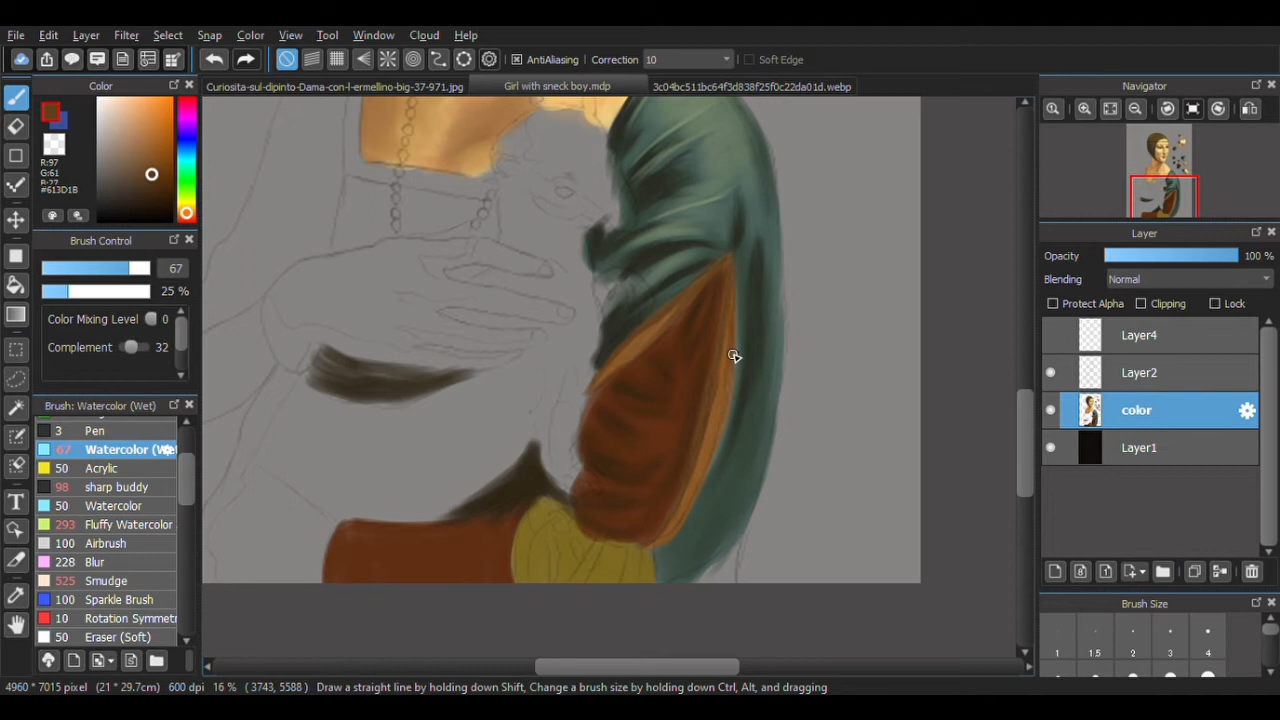 File Edit Layer Filter Select Snap Color View Tool Window Cloud Help
AntiAliasing Correction 10 Soft Edge
Color
Curiosita-sul-dipinto-Dama-con-l-ermellino-big-37-971.jpg Girl with sneck boy.mdp 3c04bc511bc64f3d838f25f0c22da01d.webp
Navigator
R:97
G:61
B:27
#613D1B
Brush Control
67
25 %
Color Mixing Level 0
Complement 32
Brush: Watercolor (Wet)
3 Pen
67 Watercolor (Wet
50 Acrylic
98 sharp buddy
50 Watercolor
293 Fluffy Watercolor
100 Airbrush
228 Blur
525 Smudge
100 Sparkle Brush
10 Rotation Symmetr
50 Eraser (Soft)
Layer
Opacity 100 %
Blending Normal
Protect Alpha Clipping Lock
Layer4
Layer2
color
Layer1
Brush Size
1 1.5 2 3 4
4960 * 7015 pixel (21 * 29.7cm) 600 dpi 16 % ( 3743, 5588 ) Draw a straight line by holding down Shift, Change a brush size by holding down Ctrl, Alt, and dragging